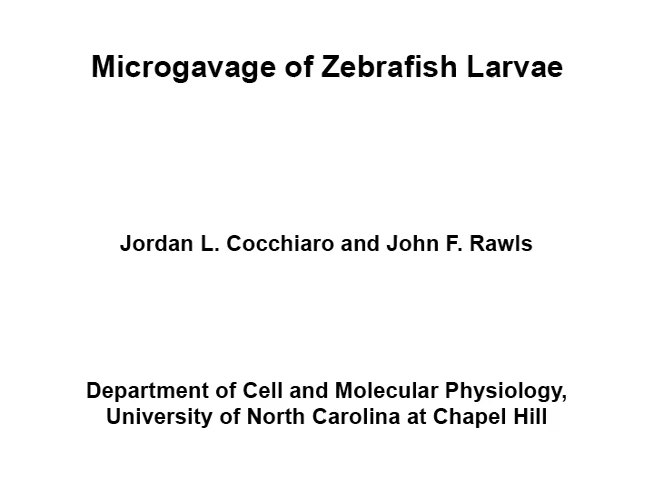 Microgavage of Zebrafish Larvae
Jordan L. Cocchiaro and John F. Rawls
Department of Cell and Molecular Physiology,
University of North Carolina at Chapel Hill